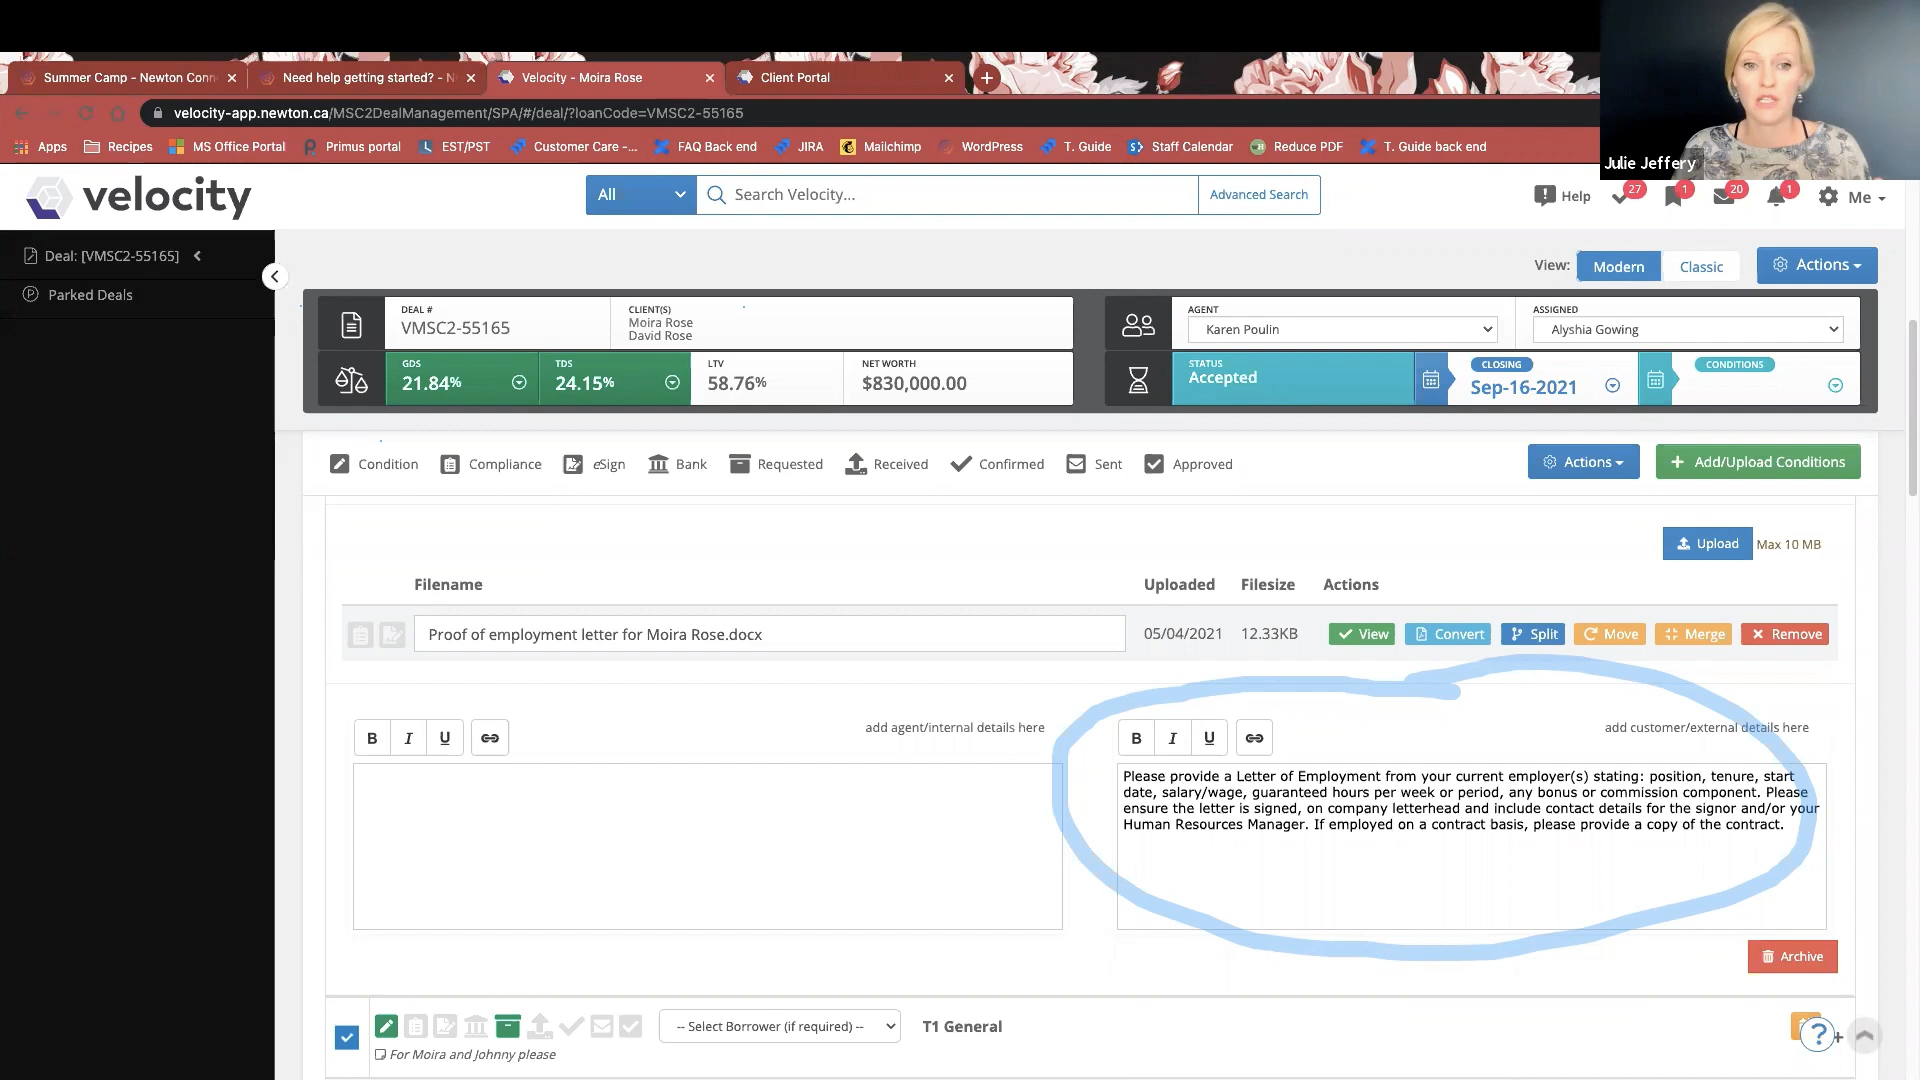 Summer Camp - Newton Conn
Need help getting started? - N
Velocity - Moira Rose
Client Portal
velocity-app.newton.ca/MSC2DealManagement/SPA/#/deal/?loanCode=VMSC2-55165
Apps
Recipes
MS Office Portal
Primus portal
EST/PST
Customer Care -...
FAQ Back end
JIRA
Mailchimp
WordPress
T. Guide
Staff Calendar
Reduce PDF
T. Guide back end
Julie Jeffery
velocity
All
Search Velocity...
Advanced Search
Help
27
1
20
1
Me
Deal: [VMSC2-55165]
Parked Deals
View:
Modern
Classic
Actions
DEAL #
VMSC2-55165
CLIENT(S)
Moira Rose
David Rose
AGENT
Karen Poulin
ASSIGNED
Alyshia Gowing
GDS
21.84%
TDS
24.15%
LTV
58.76%
NET WORTH
$830,000.00
STATUS
Accepted
CLOSING
Sep-16-2021
CONDITIONS
Condition
Compliance
eSign
Bank
Requested
Received
Confirmed
Sent
Approved
Actions
+ Add/Upload Conditions
Upload
Max 10 MB
Filename
Uploaded
Filesize
Actions
Proof of employment letter for Moira Rose.docx
05/04/2021
12.33KB
View
Convert
Split
Move
Merge
Remove
B
I
U
add agent/internal details here
B
I
U
add customer/external details here
Please provide a Letter of Employment from your current employer(s) stating: position, tenure, start
date, salary/wage, guaranteed hours per week or period, any bonus or commission component. Please
ensure the letter is signed, on company letterhead and include contact details for the signor and/or your
Human Resources Manager. If employed on a contract basis, please provide a copy of the contract.
Archive
-- Select Borrower (if required) --
T1 General
For Moira and Johnny please
?